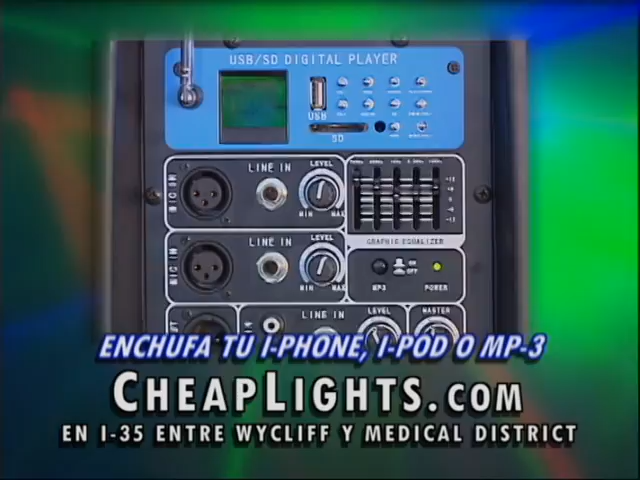 USB/SD DIGITAL PLAYER
USB
SD
MIC IN
LINE IN
LEVEL
MIN MAX
GRAPHIC EQUALIZER
MIC IN
LINE IN
LEVEL
MIN MAX
MP3
ON
OFF
POWER
LINE IN
LEVEL
MASTER
ENCHUFA TU I-PHONE, I-POD O MP-3
CHEAPLIGHTS.COM
EN I-35 ENTRE WYCLIFF Y MEDICAL DISTRICT